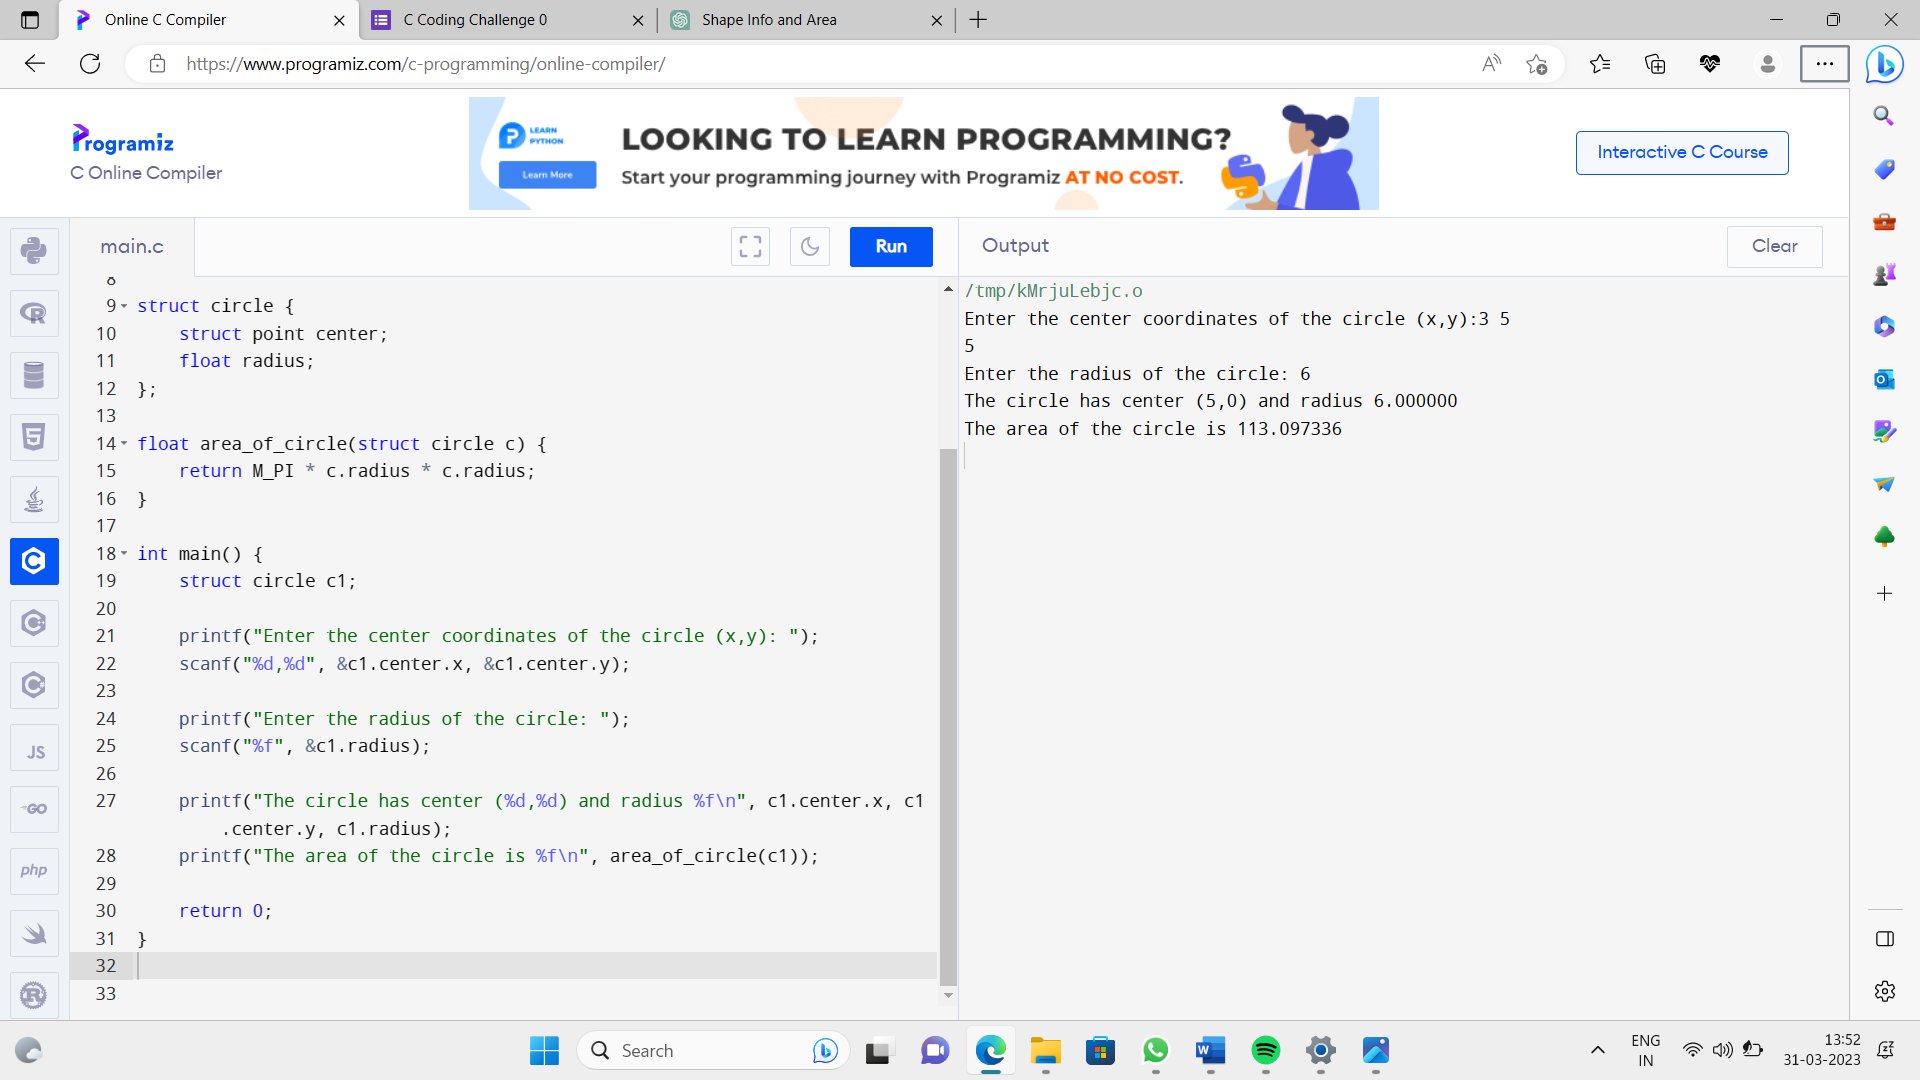 Online C Compiler
C Coding Challenge 0
Shape Info and Area
https://www.programiz.com/c-programming/online-compiler/
Programiz
C Online Compiler
LEARN
PYTHON
Learn More
LOOKING TO LEARN PROGRAMMING?
Start your programming journey with Programiz AT NO COST.
Interactive C Course
main.c
Run
Output
Clear
8
9 struct circle {
10 struct point center;
11 float radius;
12 };
13
14 float area_of_circle(struct circle c) {
15 return M_PI * c.radius * c.radius;
16 }
17
18 int main() {
19 struct circle c1;
20
21 printf("Enter the center coordinates of the circle (x,y): ");
22 scanf("%d,%d", &c1.center.x, &c1.center.y);
23
24 printf("Enter the radius of the circle: ");
25 scanf("%f", &c1.radius);
26
27 printf("The circle has center (%d,%d) and radius %f\n", c1.center.x, c1
.center.y, c1.radius);
28 printf("The area of the circle is %f\n", area_of_circle(c1));
29
30 return 0;
31 }
32
33
/tmp/kMrjuLebjc.o
Enter the center coordinates of the circle (x,y):3 5
5
Enter the radius of the circle: 6
The circle has center (5,0) and radius 6.000000
The area of the circle is 113.097336
JS
GO
php
Search
ENG
IN
13:52
31-03-2023